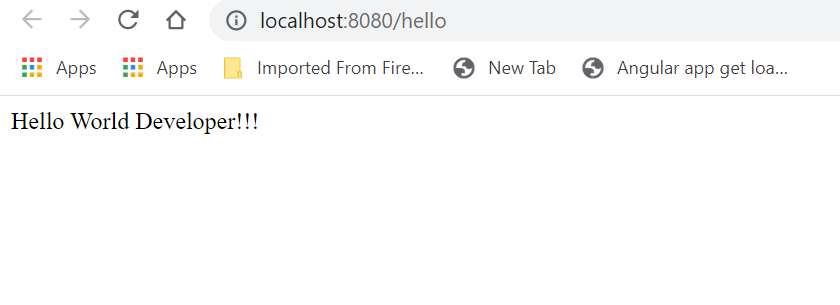 localhost:8080/hello
Apps Apps Imported From Fire... New Tab Angular app get loa...
Hello World Developer!!!